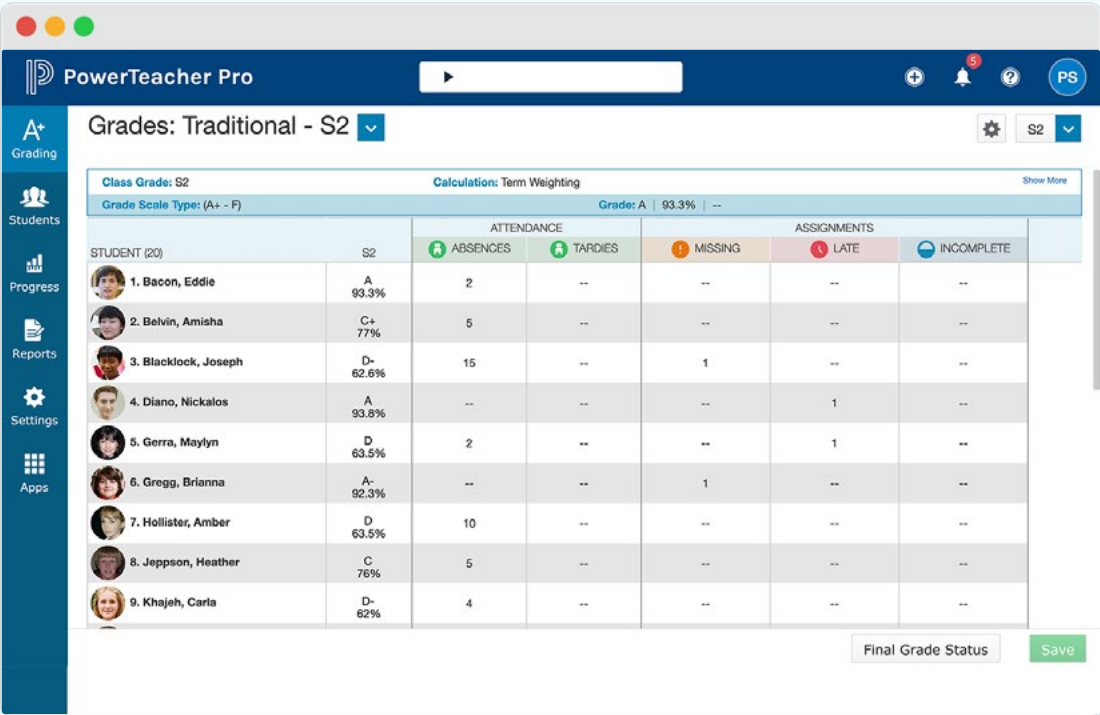 PowerTeacher Pro
5
PS
A+
Grading
Students
Progress
Reports
Settings
Apps
Grades: Traditional - S2
S2
Class Grade: S2 Calculation: Term Weighting Show More
Grade Scale Type: (A+ - F) Grade: A | 93.3% | --
ATTENDANCE ASSIGNMENTS
STUDENT (20) S2 ABSENCES TARDIES MISSING LATE INCOMPLETE
1. Bacon, Eddie A 93.3% 2 -- -- -- --
2. Belvin, Amisha C+ 77% 5 -- -- -- --
3. Blacklock, Joseph D- 62.6% 15 -- 1 -- --
4. Diano, Nickalos A 93.8% -- -- -- 1 --
5. Gerra, Maylyn D 63.5% 2 -- -- 1 --
6. Gregg, Brianna A- 92.3% -- -- 1 -- --
7. Hollister, Amber D 63.5% 10 -- -- -- --
8. Jeppson, Heather C 76% 5 -- -- -- --
9. Khajeh, Carla D- 62% 4 -- -- -- --
Final Grade Status Save